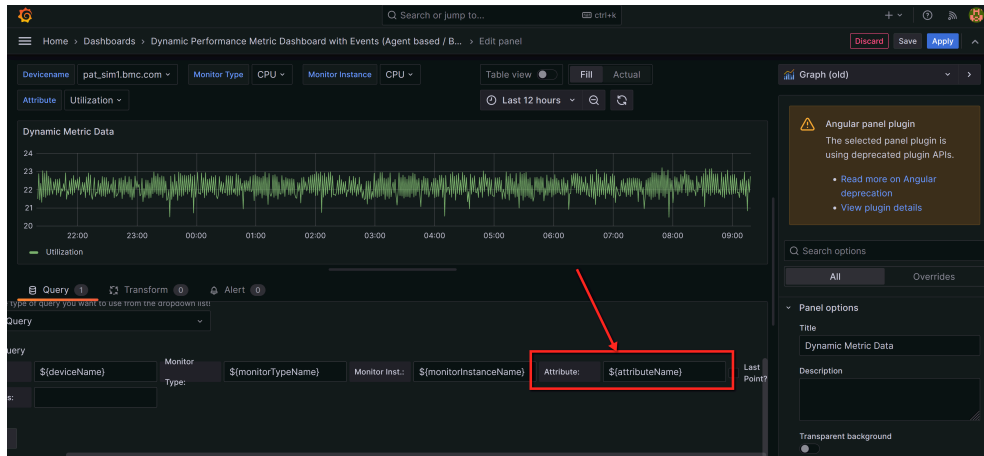 Search or jump to...
ctrl+k
Home › Dashboards › Dynamic Performance Metric Dashboard with Events (Agent based / B... › Edit panel
Discard Save Apply
Devicename pat_sim1.bmc.com Monitor Type CPU Monitor Instance CPU
Table view Fill Actual
Graph (old)
Attribute Utilization
Last 12 hours
Dynamic Metric Data
24
23
22
21
20
22:00 23:00 00:00 01:00 02:00 03:00 04:00 05:00 06:00 07:00 08:00 09:00
Utilization
Angular panel plugin
The selected panel plugin is
using deprecated plugin APIs.
• Read more on Angular
deprecation
• View plugin details
Search options
All Overrides
Query 1 Transform 0 Alert 0
type of query you want to use from the dropdown list!
Query
uery
${deviceName}
Monitor
Type:
${monitorTypeName}
Monitor Inst.:
${monitorInstanceName}
Attribute:
${attributeName}
Last
Point?
s:
Panel options
Title
Dynamic Metric Data
Description
Transparent background